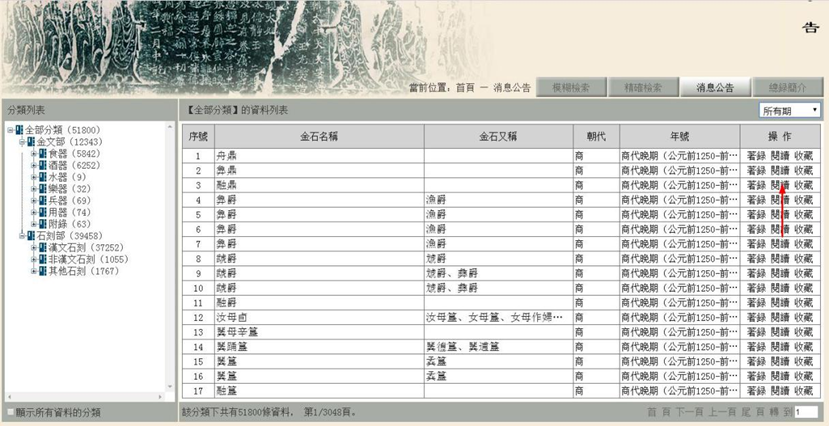 告
當前位置：首頁 — 消息公告 模糊檢索 精確檢索 消息公告 總錄簡介
分類列表
全部分類（51800）
金文部（12343）
食器（5842）
酒器（6252）
水器（9）
樂器（32）
兵器（69）
用器（74）
附錄（63）
石刻部（39458）
漢文石刻（37252）
非漢文石刻（1055）
其他石刻（1767）
顯示所有資料的分類
【全部分類】的資料列表 所有期
序號 金石名稱 金石又稱 朝代 年號 操 作
1 舟鼎 商 商代晚期（公元前1250-前… 著錄 閱讀 收藏
2 彝鼎 商 商代晚期（公元前1250-前… 著錄 閱讀 收藏
3 融鼎 商 商代晚期（公元前1250-前… 著錄 閱讀 收藏
4 彝爵 漁爵 商 商代晚期（公元前1250-前… 著錄 閱讀 收藏
5 彝爵 漁爵 商 商代晚期（公元前1250-前… 著錄 閱讀 收藏
6 彝爵 漁爵 商 商代晚期（公元前1250-前… 著錄 閱讀 收藏
7 彝爵 漁爵 商 商代晚期（公元前1250-前… 著錄 閱讀 收藏
8 爵 爵 商 商代晚期（公元前1250-前… 著錄 閱讀 收藏
9 爵 爵、彝爵 商 商代晚期（公元前1250-前… 著錄 閱讀 收藏
10 爵 爵、彝爵 商 商代晚期（公元前1250-前… 著錄 閱讀 收藏
11 融爵 商 商代晚期（公元前1250-前… 著錄 閱讀 收藏
12 汝母卣 汝母簋、女母簋、女母作婦… 商 商代晚期（公元前1250-前… 著錄 閱讀 收藏
13 母辛簋 商 商代晚期（公元前1250-前… 著錄 閱讀 收藏
14 簋 簋、簋 商 商代晚期（公元前1250-前… 著錄 閱讀 收藏
15 簋 盂簋 商 商代晚期（公元前1250-前… 著錄 閱讀 收藏
16 簋 盂簋 商 商代晚期（公元前1250-前… 著錄 閱讀 收藏
17 融簋 商 商代晚期（公元前1250-前… 著錄 閱讀 收藏
該分類下共有51800條資料， 第1/3048頁。 首 頁 下一頁 上一頁 尾 頁 轉 到 1